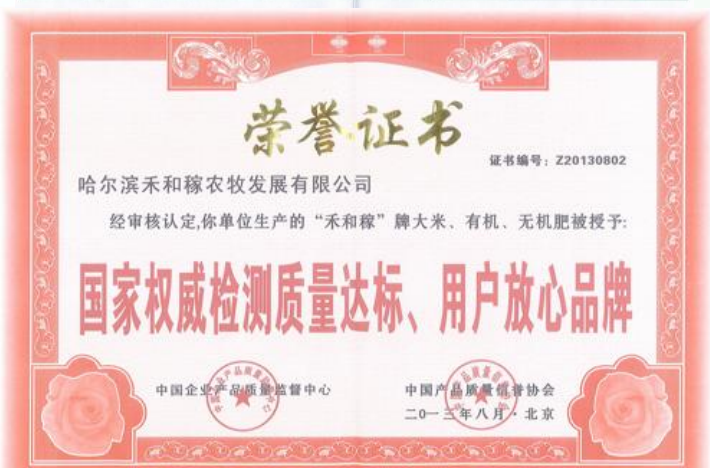 荣誉证书
证书编号：Z20130802
哈尔滨禾和稼农牧发展有限公司
经审核认定,你单位生产的“禾和稼”牌大米、有机、无机肥被授予:
国家权威检测质量达标、用户放心品牌
中国企业产品质量监督中心
中国产品质量信誉协会
二0一三年八月·北京